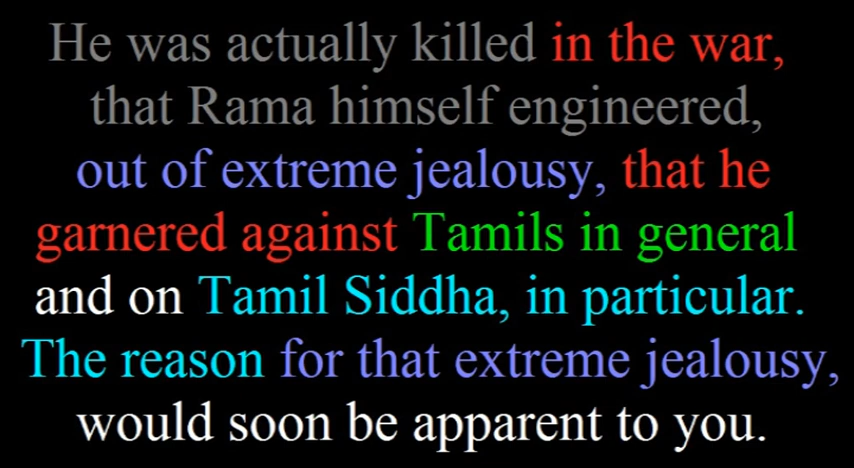 He was actually killed in the war,
that Rama himself engineered,
out of extreme jealousy, that he
garnered against Tamils in general
and on Tamil Siddha, in particular.
The reason for that extreme jealousy,
would soon be apparent to you.